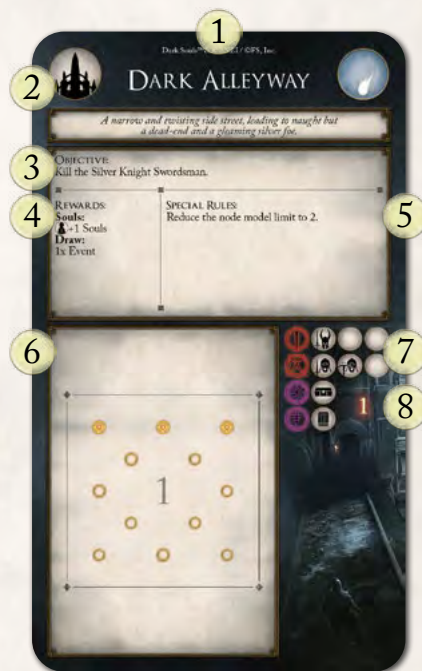 1
Dark Souls™
/ ©FS, Inc.
2
DARK ALLEYWAY
A narrow and twisting side street, leading to naught but
a dead-end and a gleaming silver foe.
3
OBJECTIVE:
Kill the Silver Knight Swordsman.
4
REWARDS:
Souls:
+1 Souls
Draw:
1x Event
SPECIAL RULES:
Reduce the node model limit to 2.
5
6
1
7
8
1